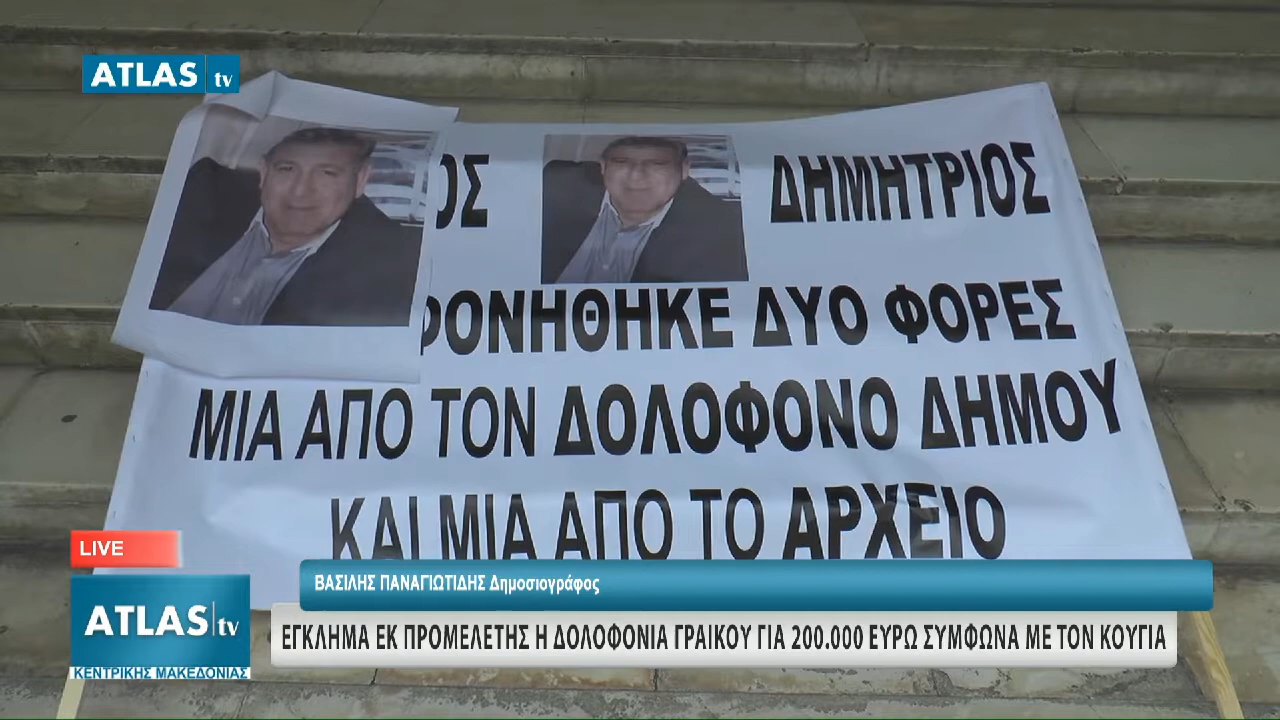 ATLAS tv
ΟΣ ΔΗΜΗΤΡΙΟΣ
ΦΟΝΗΘΗΚΕ ΔΥΟ ΦΟΡΕΣ
ΜΙΑ ΑΠΟ ΤΟΝ ΔΟΛΟΦΟΝΟ ΔΗΜΟΥ
ΚΑΙ ΜΙΑ ΑΠΟ ΤΟ ΑΡΧΕΙΟ
LIVE
ΒΑΣΙΛΗΣ ΠΑΝΑΓΙΩΤΙΔΗΣ Δημοσιογράφος
ATLAS tv
ΕΓΚΛΗΜΑ ΕΚ ΠΡΟΜΕΛΕΤΗΣ Η ΔΟΛΟΦΟΝΙΑ ΓΡΑΙΚΟΥ ΓΙΑ 200.000 ΕΥΡΩ ΣΥΜΦΩΝΑ ΜΕ ΤΟΝ ΚΟΥΓΙΑ
ΚΕΝΤΡΙΚΗΣ ΜΑΚΕΔΟΝΙΑΣ